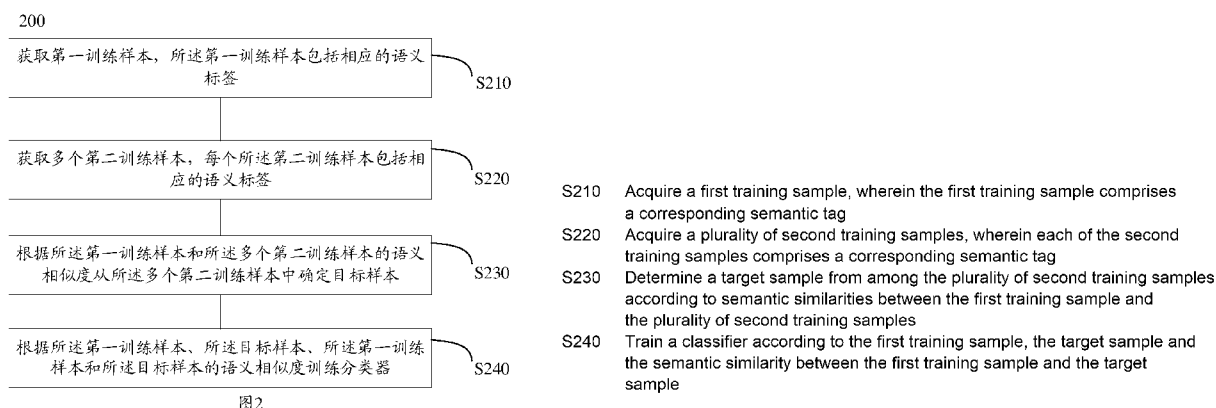 200
获取第一训练样本，所述第一训练样本包括相应的语义
标签
S210
获取多个第二训练样本，每个所述第二训练样本包括相
应的语义标签
S220
根据所述第一训练样本和所述多个第二训练样本的语义
相似度从所述多个第二训练样本中确定目标样本
S230
根据所述第一训练样本、所述目标样本、所述第一训练
样本和所述目标样本的语义相似度训练分类器
S240
图2
S210 Acquire a first training sample, wherein the first training sample comprises
a corresponding semantic tag
S220 Acquire a plurality of second training samples, wherein each of the second
training samples comprises a corresponding semantic tag
S230 Determine a target sample from among the plurality of second training samples
according to semantic similarities between the first training sample and
the plurality of second training samples
S240 Train a classifier according to the first training sample, the target sample and
the semantic similarity between the first training sample and the target
sample